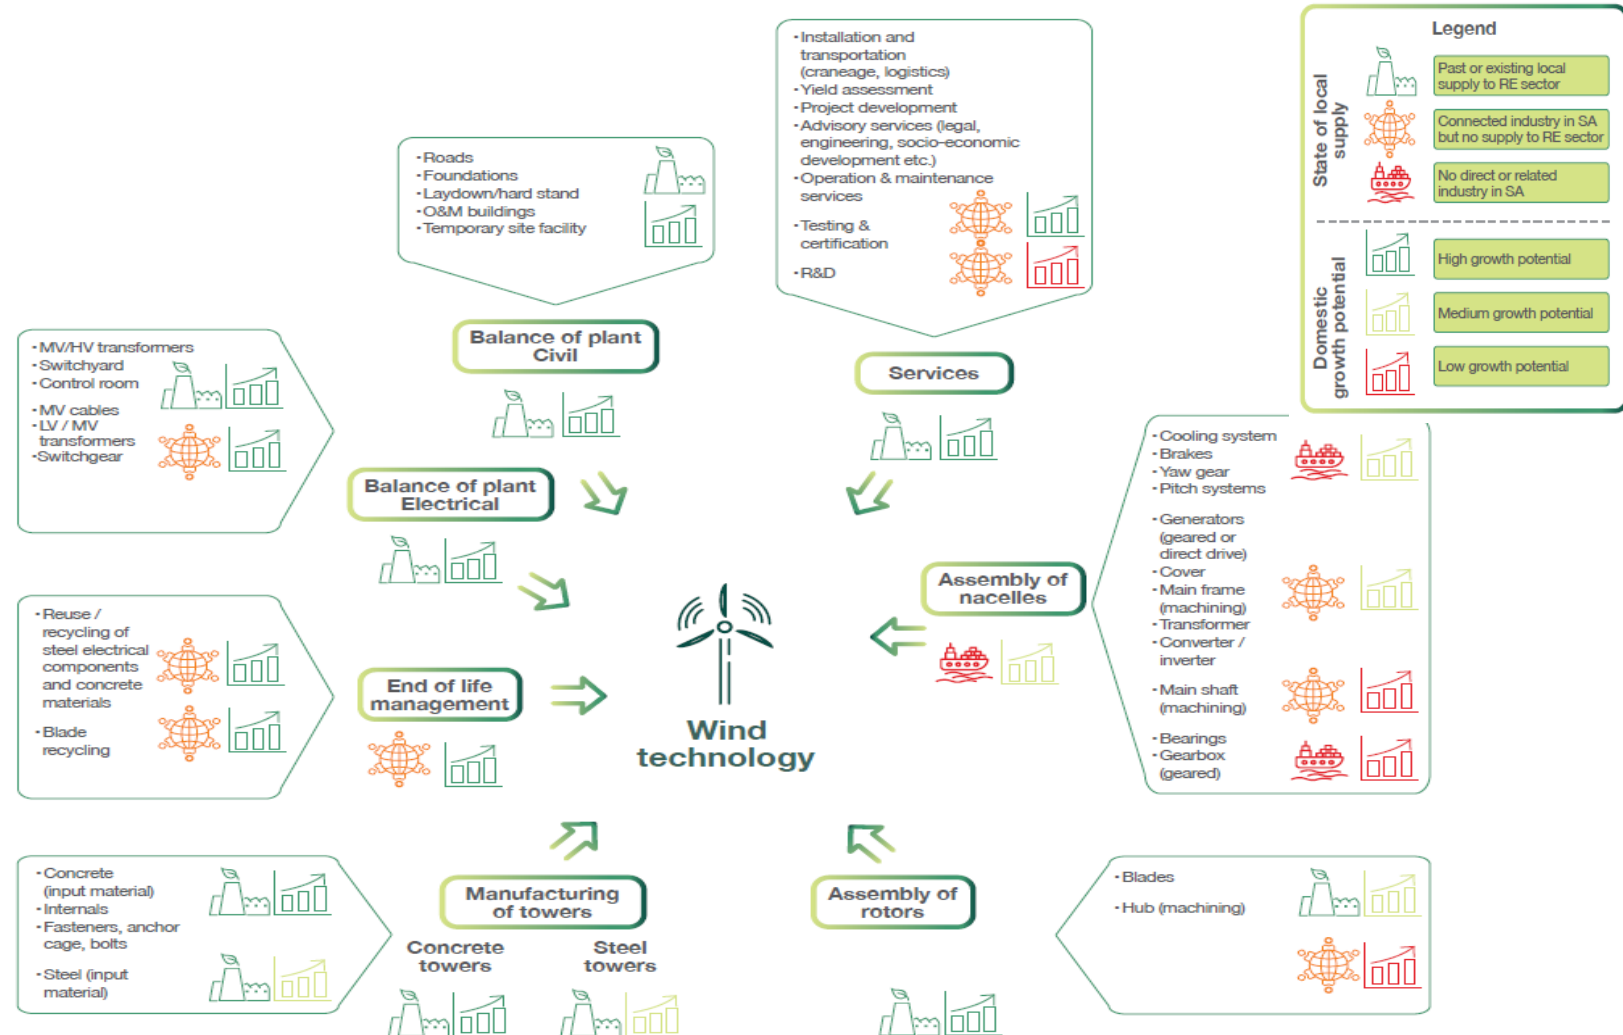 · Installation and
transportation
(craneage, logistics)
· Yield assessment
· Project development
· Advisory services (legal,
engineering, socio-economic
development etc.)
· Operation & maintenance
services
· Testing &
certification
· R&D
Legend
State of local
supply
Past or existing local
supply to RE sector
Connected industry in SA
but no supply to RE sector
No direct or related
industry in SA
Domestic
growth potential
High growth potential
Medium growth potential
Low growth potential
· Roads
· Foundations
· Laydown/hard stand
· O&M buildings
· Temporary site facility
Balance of plant
Civil
Services
· MV/HV transformers
· Switchyard
· Control room
· MV cables
· LV / MV
transformers
· Switchgear
Balance of plant
Electrical
· Cooling system
· Brakes
· Yaw gear
· Pitch systems
· Generators
(geared or
direct drive)
· Cover
· Main frame
(machining)
· Transformer
· Converter /
inverter
· Main shaft
(machining)
· Bearings
· Gearbox
(geared)
Assembly of
nacelles
· Reuse /
recycling of
steel electrical
components
and concrete
materials
· Blade
recycling
End of life
management
Wind
technology
· Concrete
(input material)
· Internals
· Fasteners, anchor
cage, bolts
· Steel (input
material)
Manufacturing
of towers
Concrete
towers
Steel
towers
Assembly of
rotors
· Blades
· Hub (machining)